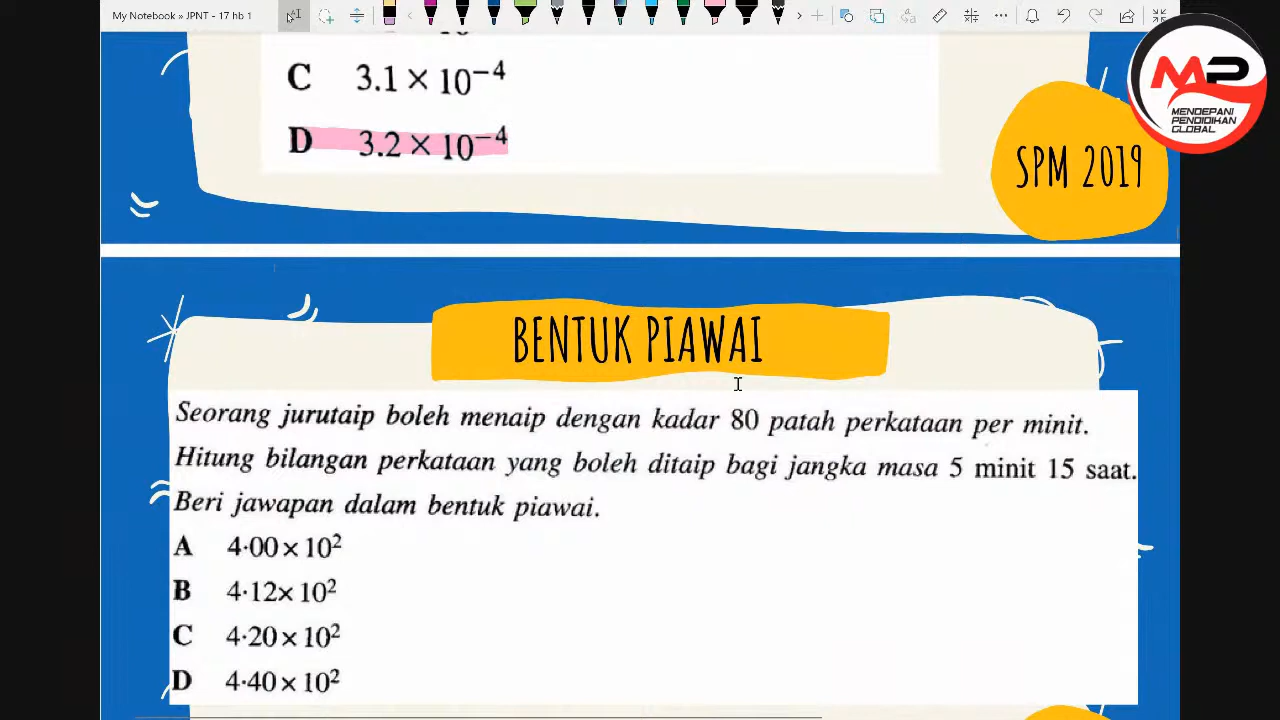 My Notebook » JPNT - 17 hb 1
C 3.1 × 10⁻⁴
D 3.2 × 10⁻⁴
MP
MENDEPANI
PENDIDIKAN
GLOBAL
SPM 2019
BENTUK PIAWAI
Seorang jurutaip boleh menaip dengan kadar 80 patah perkataan per minit.
Hitung bilangan perkataan yang boleh ditaip bagi jangka masa 5 minit 15 saat.
Beri jawapan dalam bentuk piawai.
A 4·00 × 10²
B 4·12× 10²
C 4·20 × 10²
D 4·40 × 10²